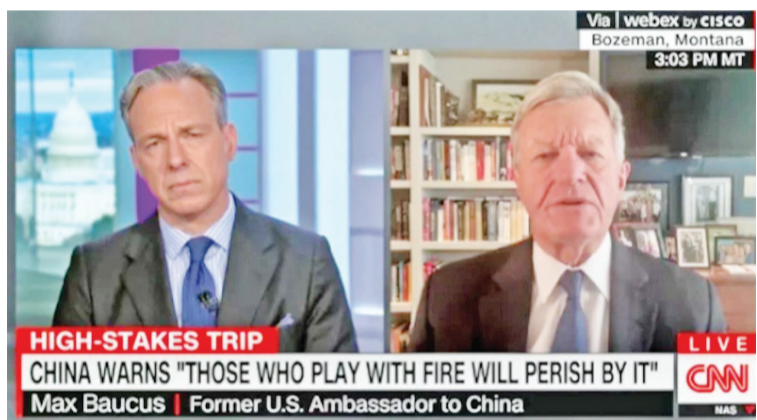 Via | webex by CISCO
Bozeman, Montana
3:03 PM MT
HIGH-STAKES TRIP
CHINA WARNS "THOSE WHO PLAY WITH FIRE WILL PERISH BY IT"
Max Baucus | Former U.S. Ambassador to China
LIVE
CNN
NAS